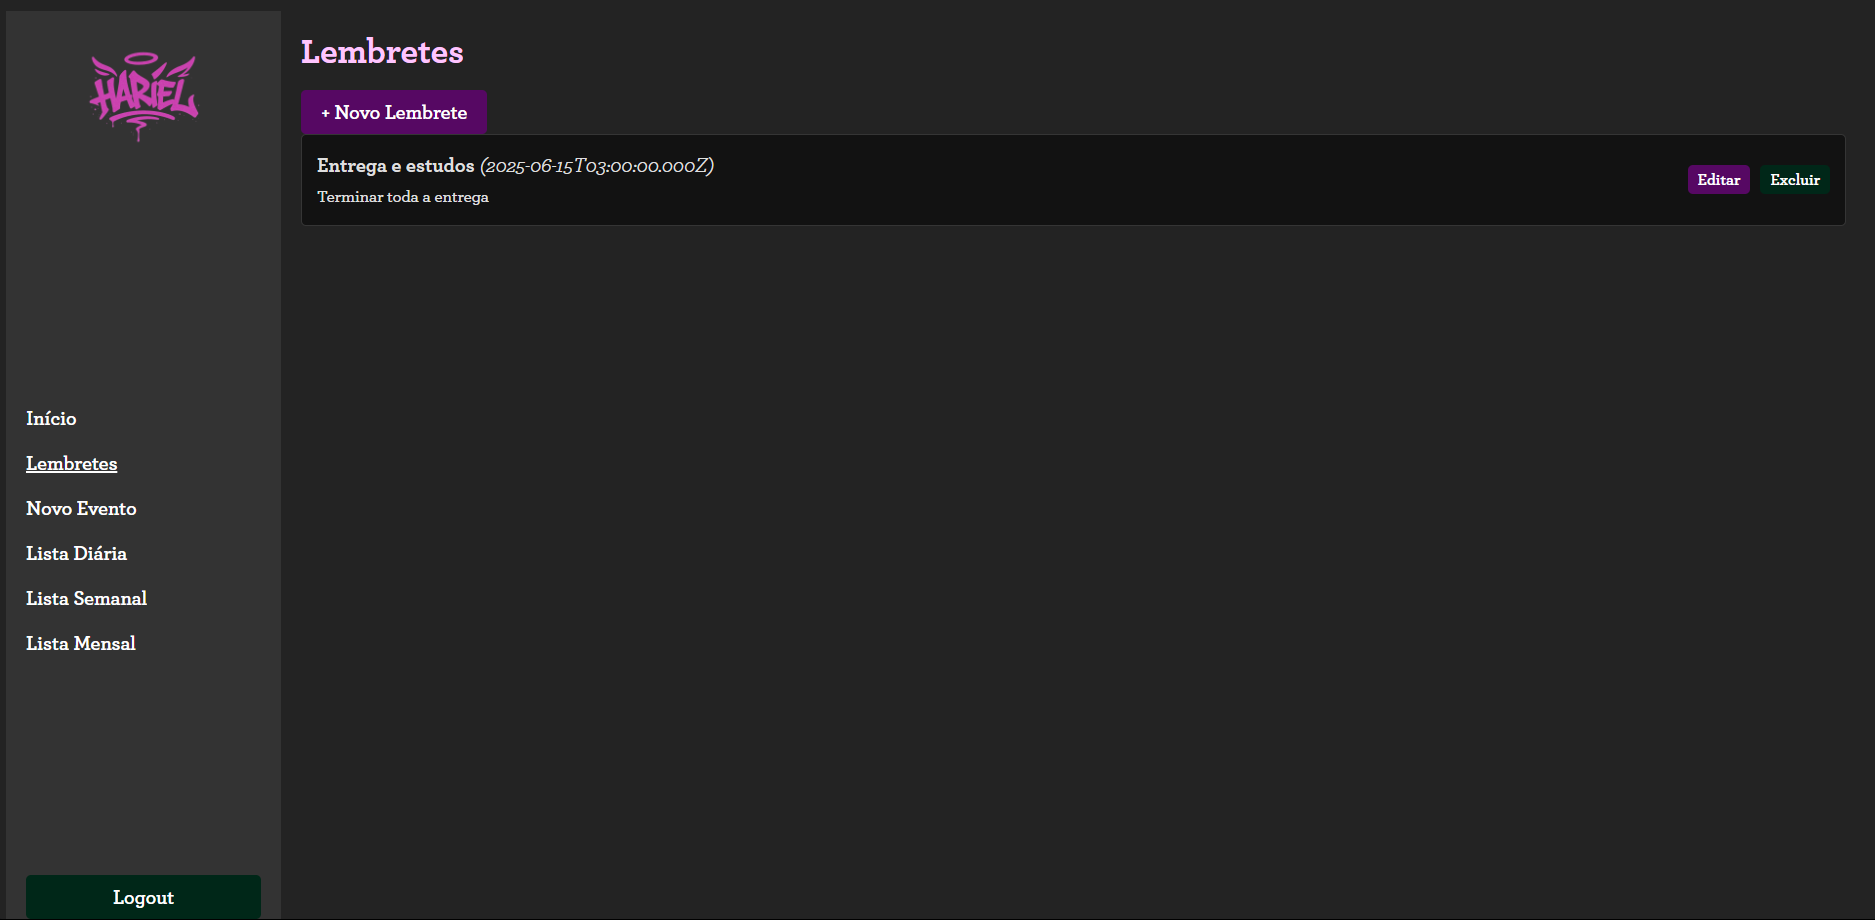 HARIEL
Início
Lembretes
Novo Evento
Lista Diária
Lista Semanal
Lista Mensal
Logout
Lembretes
+ Novo Lembrete
Entrega e estudos (2025-06-15T03:00:00.000Z)
Terminar toda a entrega
Editar
Excluir